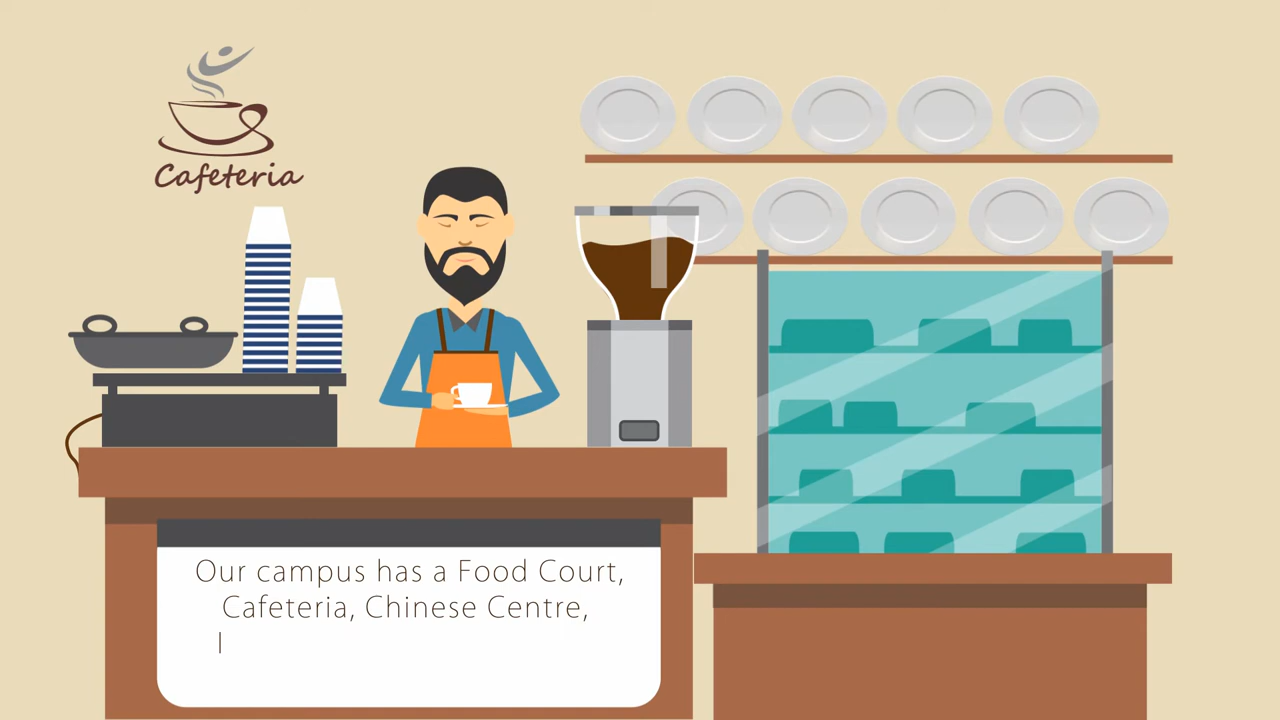 Cafeteria
Our campus has a Food Court,
Cafeteria, Chinese Centre,
I